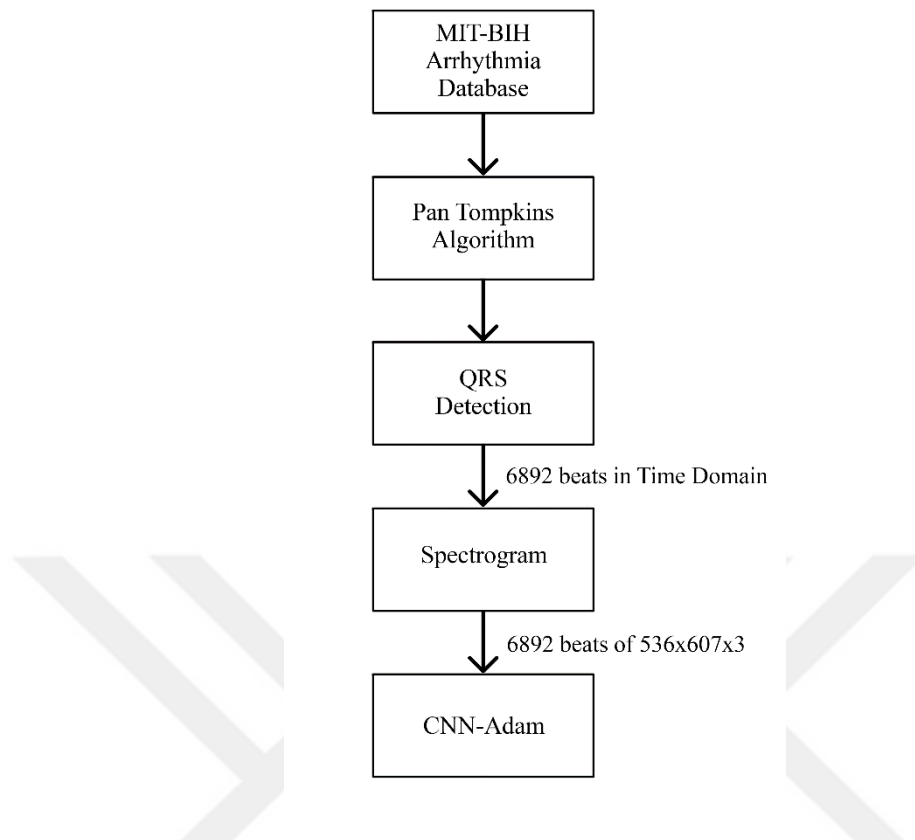 MIT-BIH
Arrhythmia
Database
Pan Tompkins
Algorithm
QRS
Detection
6892 beats in Time Domain
Spectrogram
6892 beats of 536x607x3
CNN-Adam